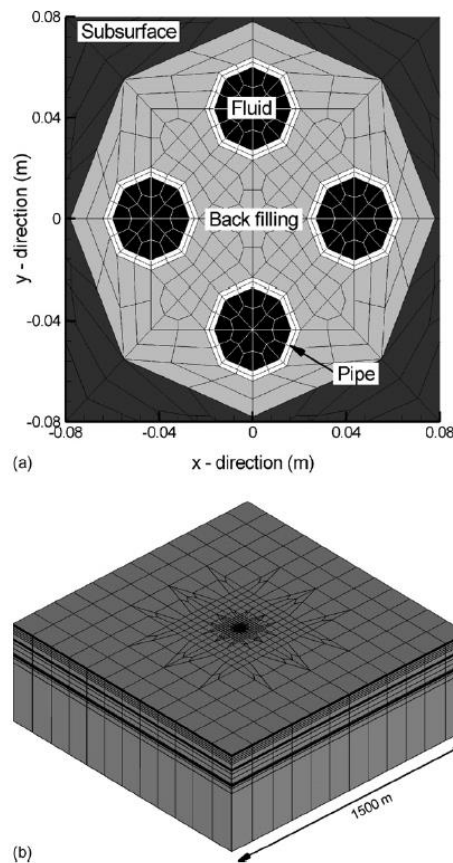 Subsurface
0.08
0.04
0
-0.04
-0.08
y - direction (m)
Fluid
Back filling
Pipe
-0.08 -0.04 0 0.04 0.08
x - direction (m)
(a)
1500 m
(b)